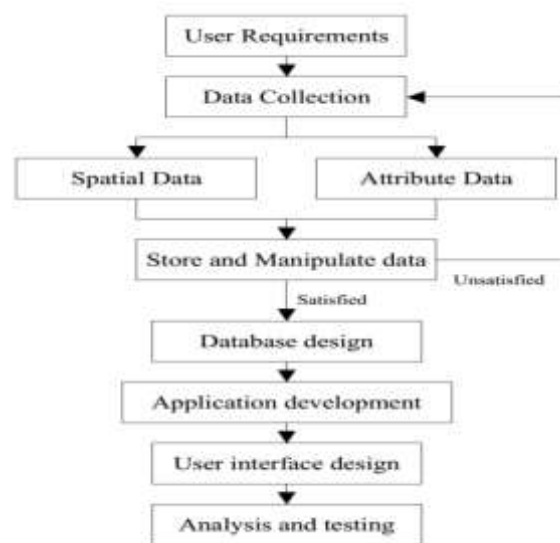 User Requirements
Data Collection
Spatial Data
Attribute Data
Store and Manipulate data
Unsatisfied
Satisfied
Database design
Application development
User interface design
Analysis and testing